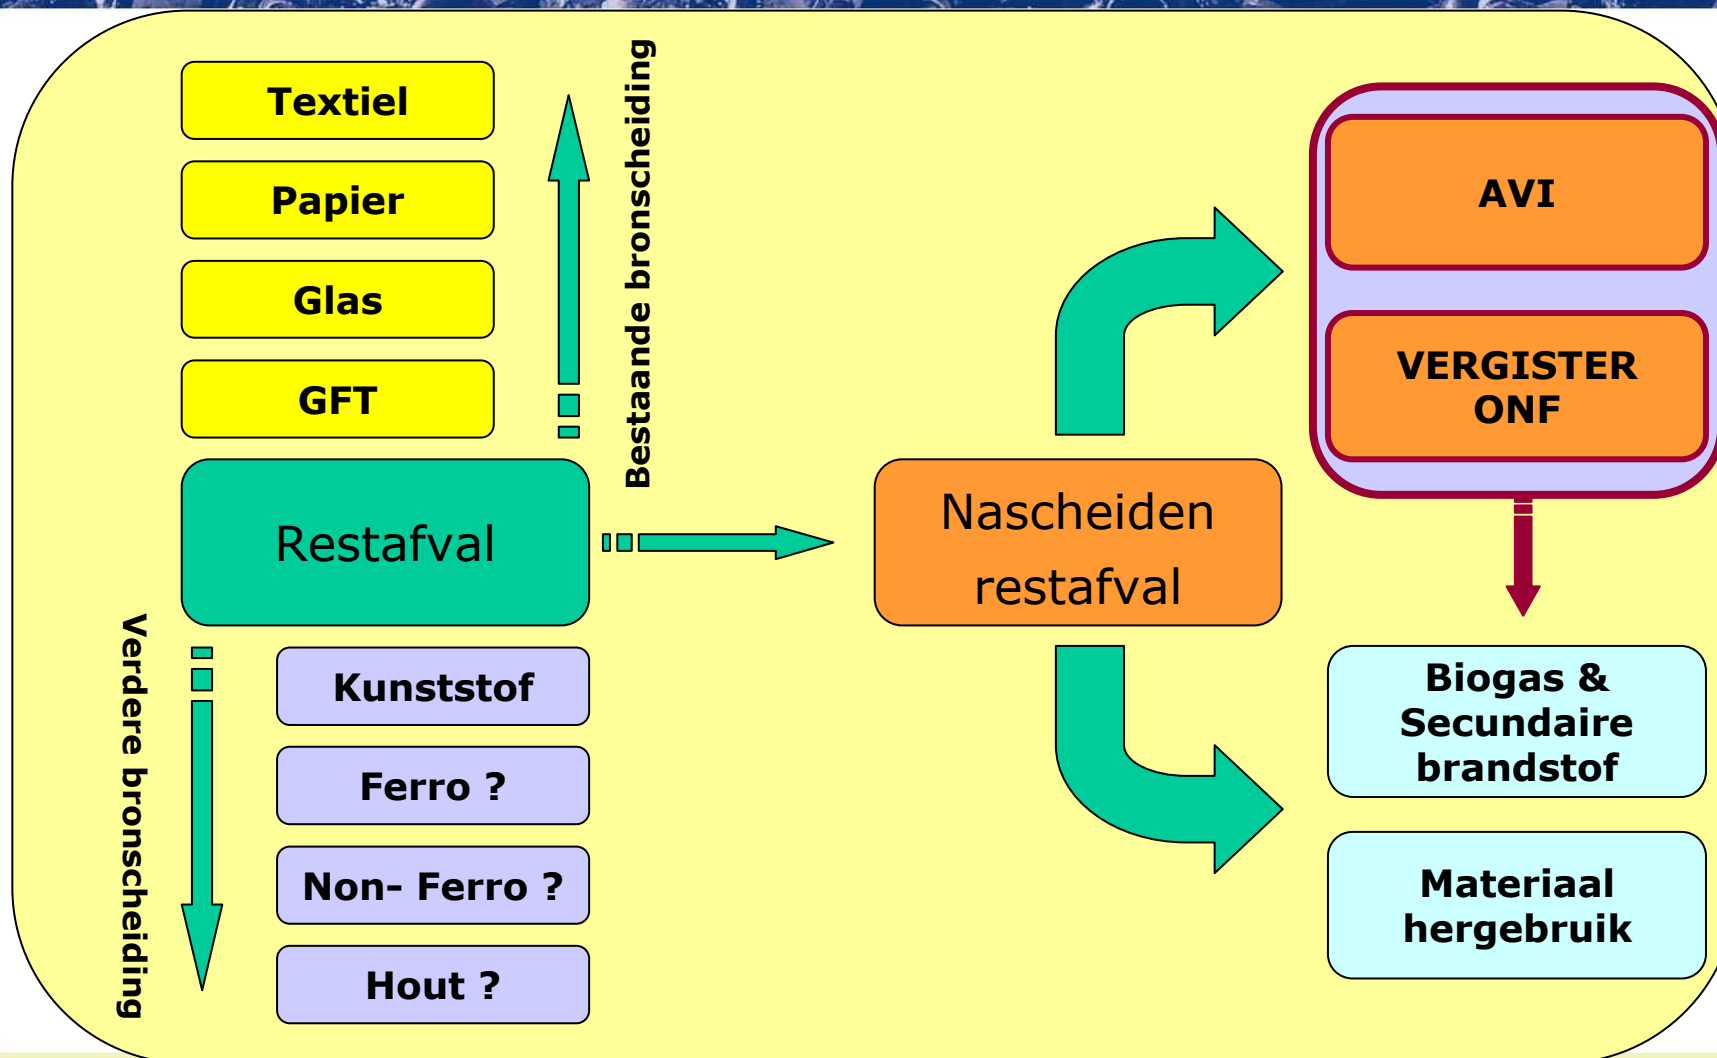 Textiel
Papier
Glas
GFT
Bestaande bronscheiding
Restafval
Verdere bronscheiding
Kunststof
Ferro ?
Non- Ferro ?
Hout ?
Nascheiden
restafval
AVI
VERGISTER
ONF
Biogas &
Secundaire
brandstof
Materiaal
hergebruik